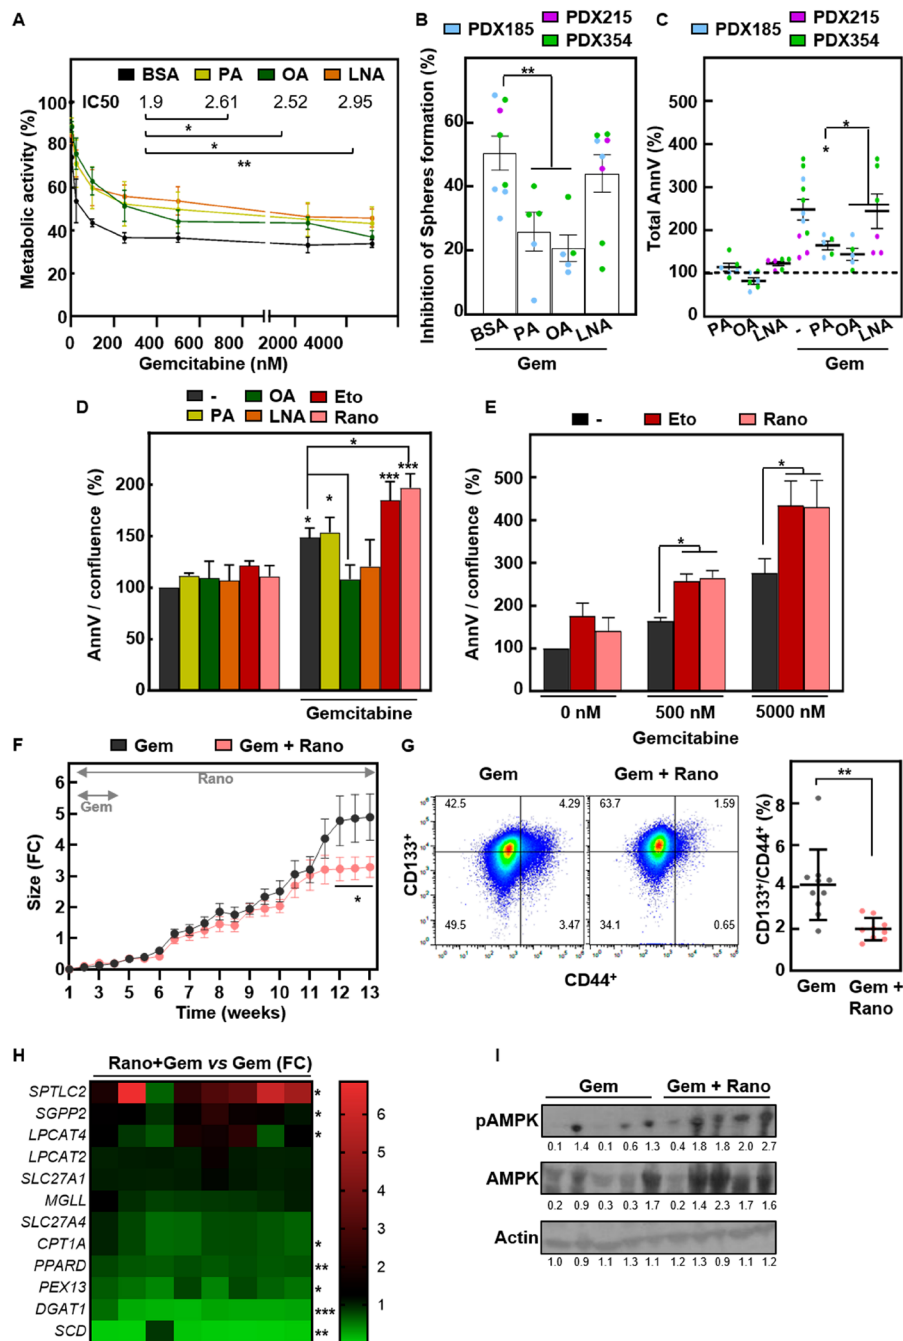 A
BSA PA OA LNA
IC50 1.9 2.61 2.52 2.95
*
*
**
Metabolic activity (%)
100
80
60
40
20
0
0 200 400 600 2000 4000
Gemcitabine (nM)
B
PDX185 PDX215
PDX354
Inhibition of Spheres formation (%)
60
40
20
0
**
BSA PA OA LNA
Gem
C
PDX185 PDX215
PDX354
Total AnnV (%)
500
400
300
200
100
0
*
*
PA OA LNA - PA OA LNA
Gem
D
- OA Eto
PA LNA Rano
AnnV / confluence (%)
200
150
100
50
0
*
* * *** ***
Gemcitabine
E
- Eto Rano
AnnV / confluence (%)
500
400
300
200
100
0
*
*
0 nM 500 nM 5000 nM
Gemcitabine
F
Gem Gem + Rano
Rano
Gem
Size (FC)
6
5
4
3
2
1
0
*
1 3 4 5 6 7 8 9 10 11 12 13
Time (weeks)
G
Gem Gem + Rano
42.5 4.29 63.7 1.59
49.5 3.47 34.1 0.65
CD133+
CD44+
CD133+/CD44+ (%)
8
6
4
2
0
**
Gem Gem +
Rano
H
Rano+Gem vs Gem (FC)
SPTLC2 *
SGPP2 *
LPCAT4 *
LPCAT2
SLC27A1
MGLL
SLC27A4
CPT1A *
PPARD **
PEX13 *
DGAT1 ***
SCD **
6
5
4
3
2
1
I
Gem Gem + Rano
pAMPK
0.1 1.4 0.1 0.6 1.3 0.4 1.8 1.8 2.0 2.7
AMPK
0.2 0.9 0.3 0.3 1.7 0.2 1.4 2.3 1.7 1.6
Actin
1.0 0.9 1.1 1.3 1.1 1.2 1.3 0.9 1.1 1.2